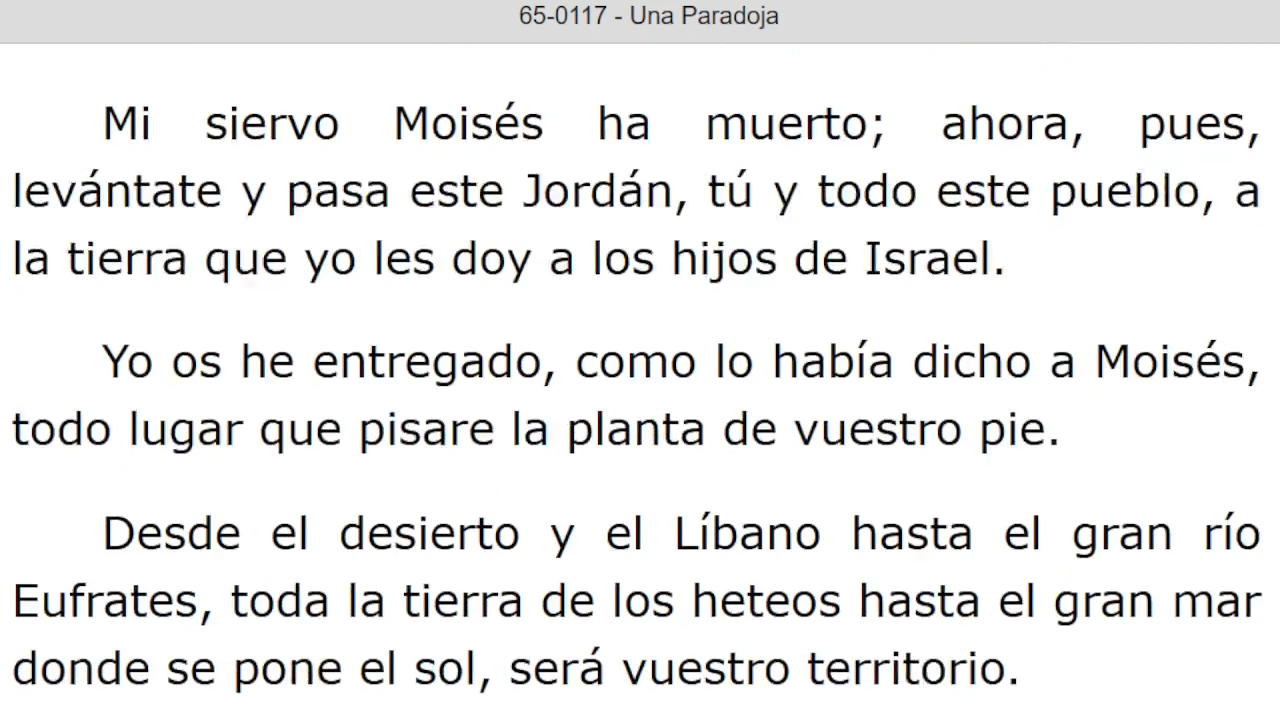 65-0117 - Una Paradoja
Mi siervo Moisés ha muerto; ahora, pues,
levántate y pasa este Jordán, tú y todo este pueblo, a
la tierra que yo les doy a los hijos de Israel.
Yo os he entregado, como lo había dicho a Moisés,
todo lugar que pisare la planta de vuestro pie.
Desde el desierto y el Líbano hasta el gran río
Eufrates, toda la tierra de los heteos hasta el gran mar
donde se pone el sol, será vuestro territorio.